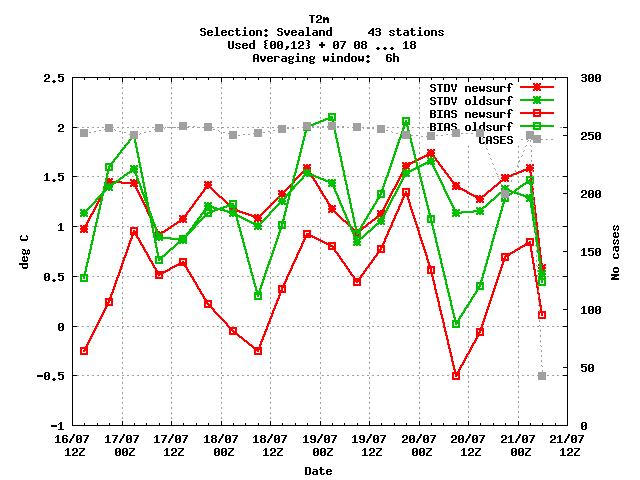 T2m
Selection: Svealand 43 stations
Used {00,12} + 07 08 ... 18
Averaging window: 6h
2.5
2
1.5
1
0.5
0
-0.5
-1
deg C
300
250
200
150
100
50
0
No cases
STDV newsurf
STDV oldsurf
BIAS newsurf
BIAS oldsurf
CASES
16/07 17/07 17/07 18/07 18/07 19/07 19/07 20/07 20/07 21/07 21/07
12Z 00Z 12Z 00Z 12Z 00Z 12Z 00Z 12Z 00Z 12Z
Date